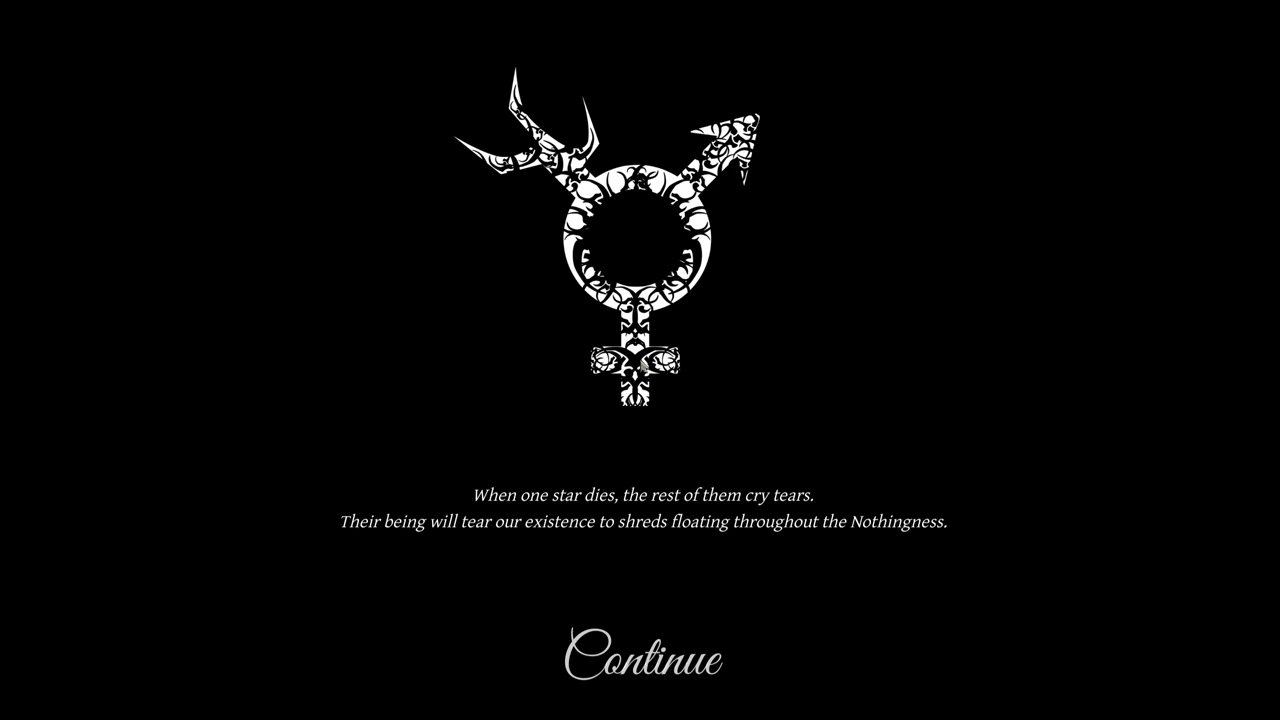 When one star dies, the rest of them cry tears.
Their being will tear our existence to shreds floating throughout the Nothingness.
Continue